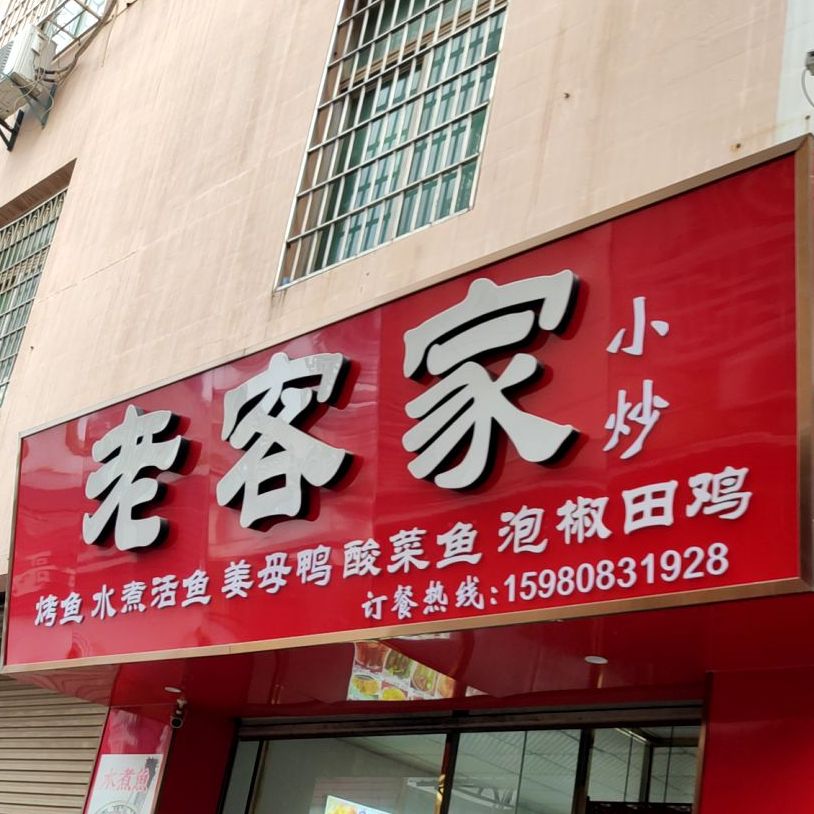 老客家
小炒
烤鱼 水煮活鱼 姜母鸭 酸菜鱼 泡椒田鸡
订餐热线:15980831928
水煮鱼